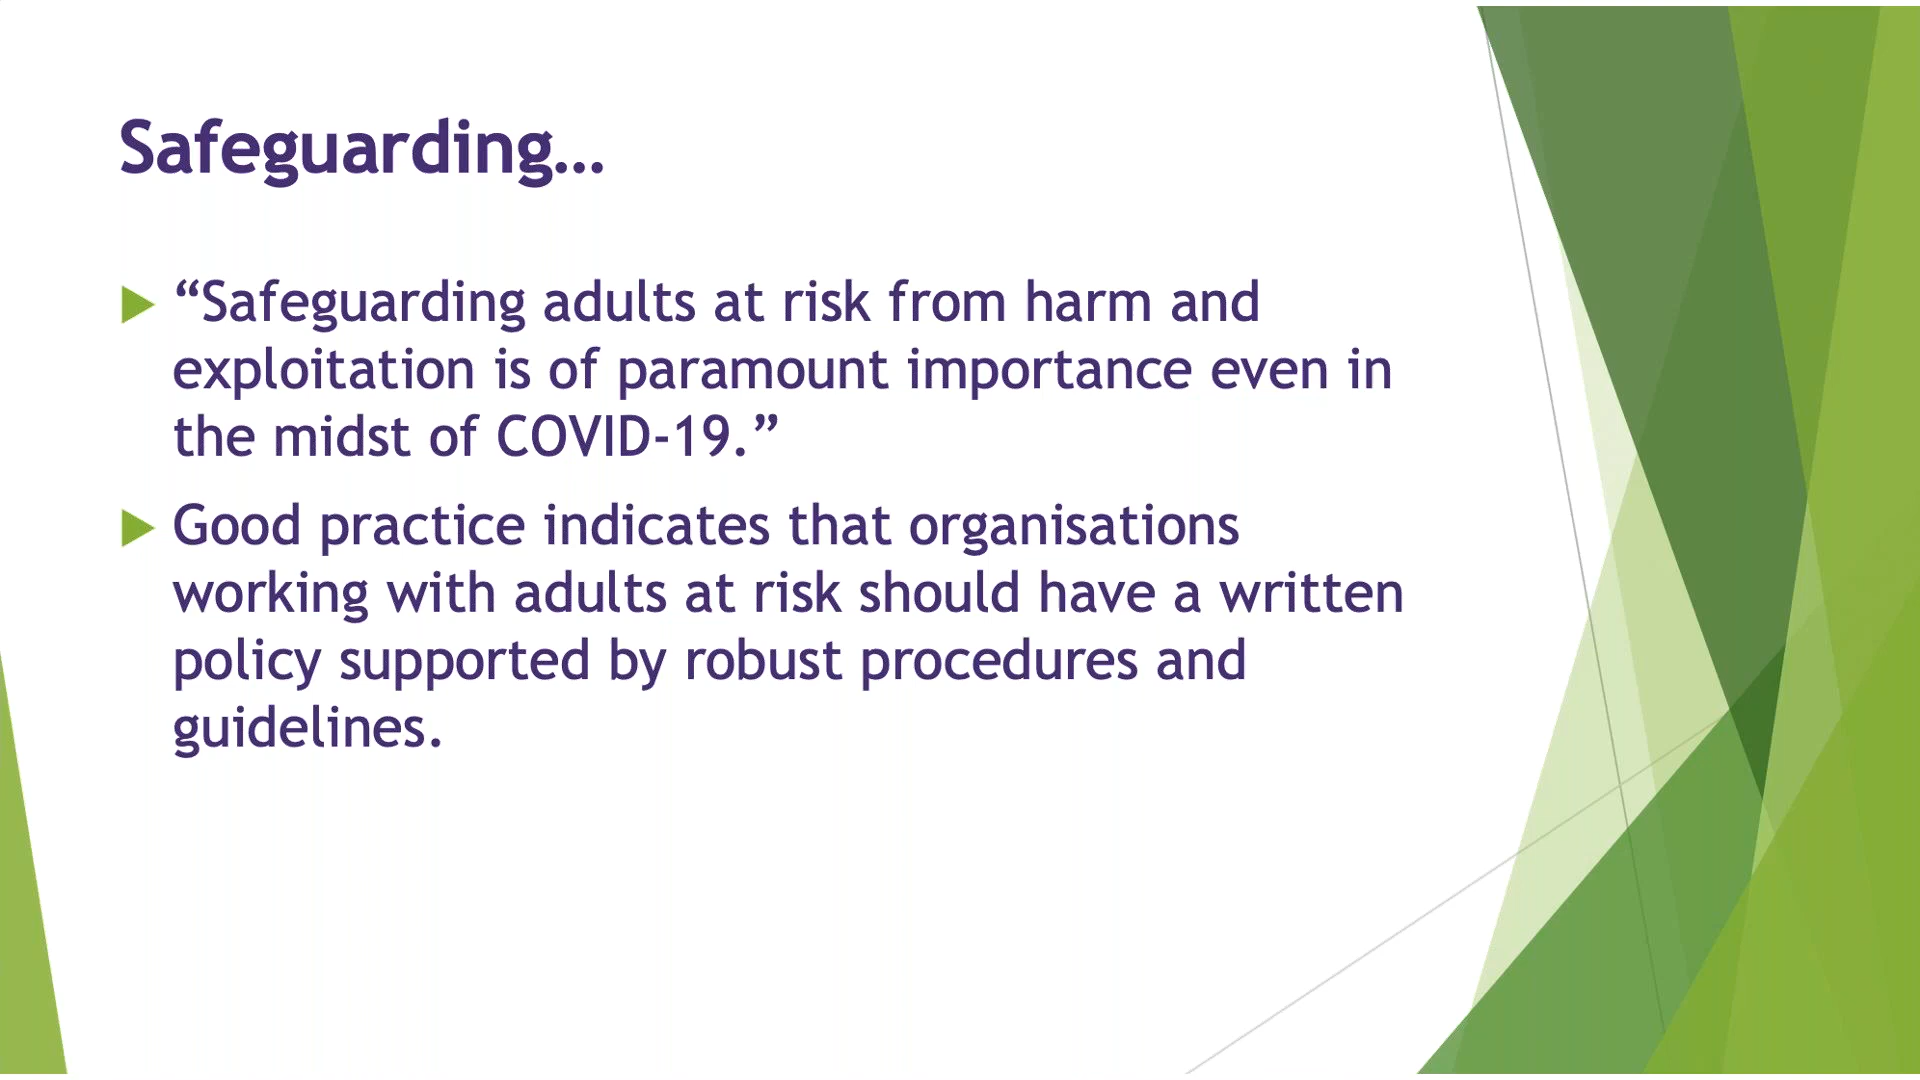 Safeguarding…
“Safeguarding adults at risk from harm and
exploitation is of paramount importance even in
the midst of COVID-19.”
Good practice indicates that organisations
working with adults at risk should have a written
policy supported by robust procedures and
guidelines.